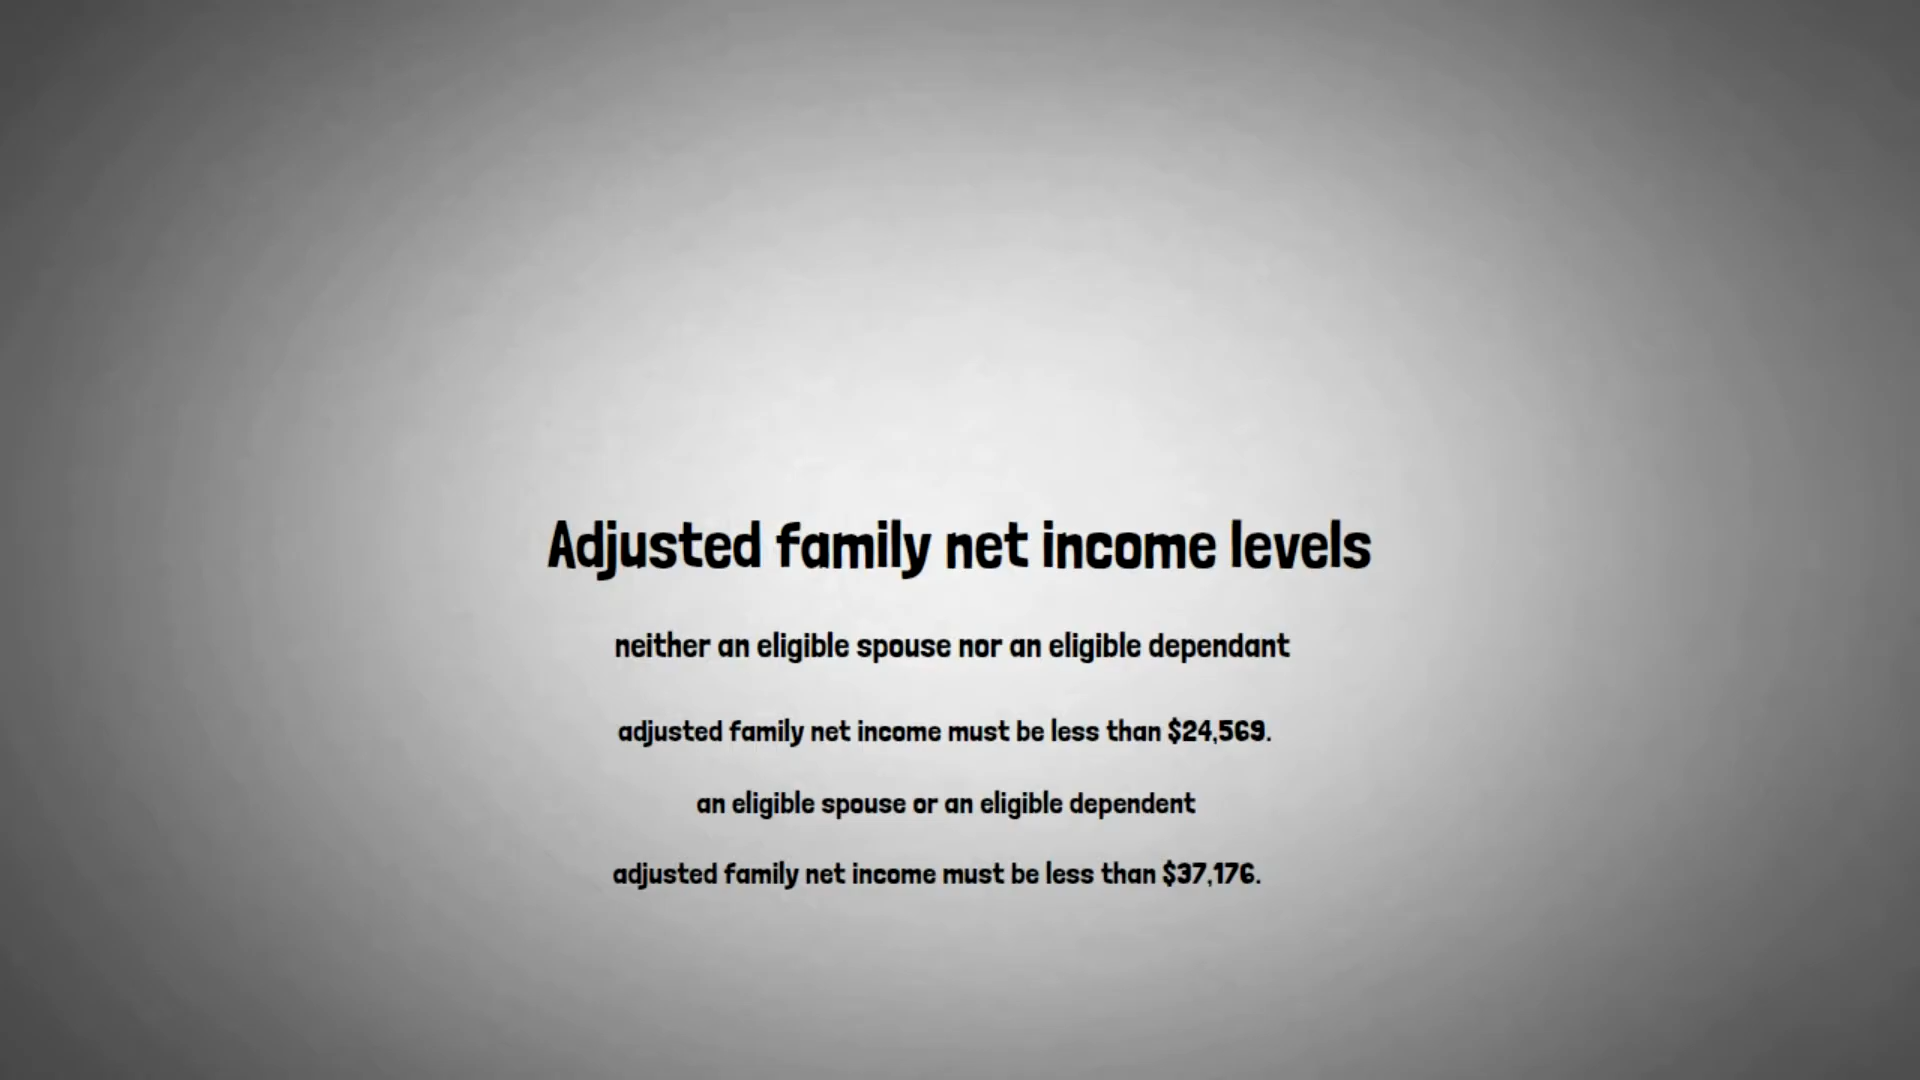 Adjusted family net income levels
neither an eligible spouse nor an eligible dependant
adjusted family net income must be less than $24,569.
an eligible spouse or an eligible dependent
adjusted family net income must be less than $37,176.